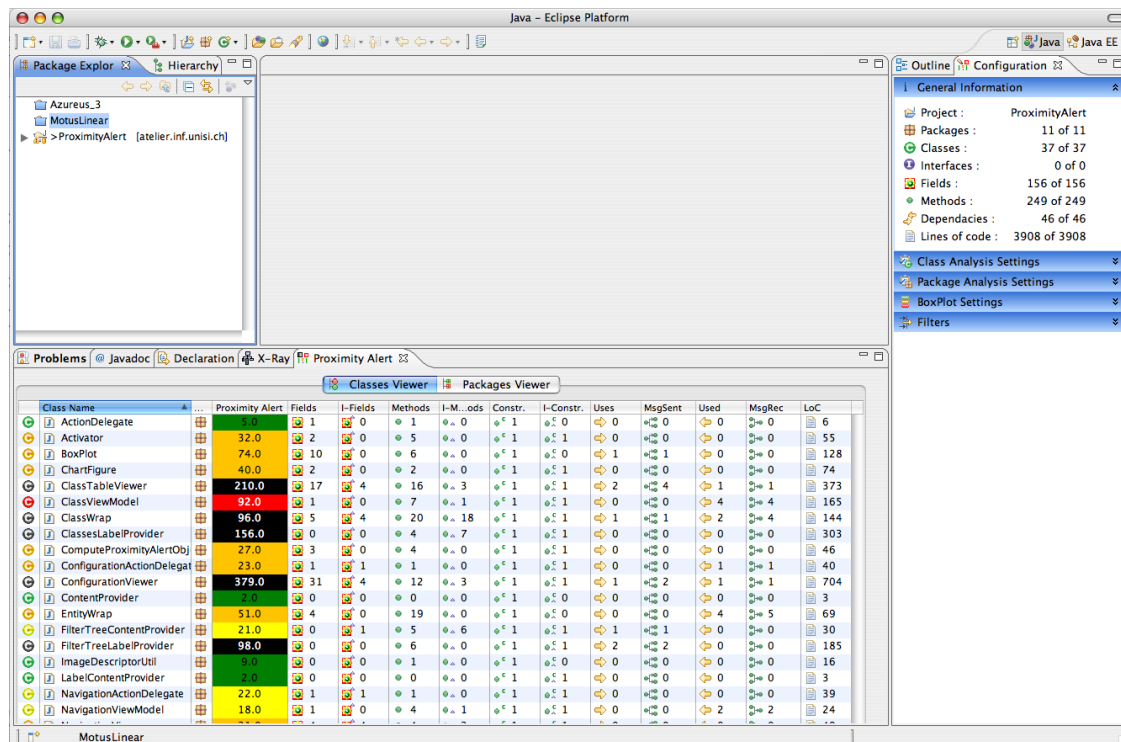 Java – Eclipse Platform
Java Java EE
Package Explor Hierarchy
Azureus_3
MotusLinear
>ProximityAlert [atelier.inf.unisi.ch]
Outline Configuration
General Information
Project : ProximityAlert
Packages : 11 of 11
Classes : 37 of 37
Interfaces : 0 of 0
Fields : 156 of 156
Methods : 249 of 249
Dependacies : 46 of 46
Lines of code : 3908 of 3908
Class Analysis Settings
Package Analysis Settings
BoxPlot Settings
Filters
Problems @ Javadoc Declaration X-Ray Proximity Alert
Classes Viewer Packages Viewer
Class Name ... Proximity Alert Fields I-Fields Methods I-M...ods Constr. I-Constr. Uses MsgSent Used MsgRec LoC
ActionDelegate 5.0 1 0 1 0 1 0 0 0 0 0 6
Activator 32.0 2 0 5 0 1 1 0 0 0 0 55
BoxPlot 74.0 10 0 6 0 1 0 1 1 0 0 128
ChartFigure 40.0 2 0 2 0 1 1 0 0 0 0 74
ClassTableViewer 210.0 17 4 16 3 1 1 2 4 1 1 373
ClassViewModel 92.0 1 0 7 1 1 1 0 0 4 4 165
ClassWrap 96.0 5 4 20 18 1 1 1 1 2 4 144
ClassesLabelProvider 156.0 0 0 4 7 1 1 0 0 0 0 303
ComputeProximityAlertObj 27.0 3 0 4 0 1 1 0 0 0 0 46
ConfigurationActionDelegat 23.0 1 1 1 0 1 1 0 0 1 1 40
ConfigurationViewer 379.0 31 4 12 3 1 1 1 2 1 1 704
ContentProvider 2.0 0 0 0 0 1 0 0 0 0 0 3
EntityWrap 51.0 4 0 19 0 1 0 0 0 4 5 69
FilterTreeContentProvider 21.0 0 1 5 6 1 1 1 1 0 0 30
FilterTreeLabelProvider 98.0 0 0 6 0 1 1 2 2 0 0 185
ImageDescriptorUtil 9.0 0 0 1 0 1 0 0 0 0 0 16
LabelContentProvider 2.0 0 0 0 0 1 1 0 0 0 0 3
NavigationActionDelegate 22.0 1 1 1 0 1 1 0 0 0 0 39
NavigationViewModel 18.0 1 0 4 1 1 1 0 0 2 2 24
MotusLinear